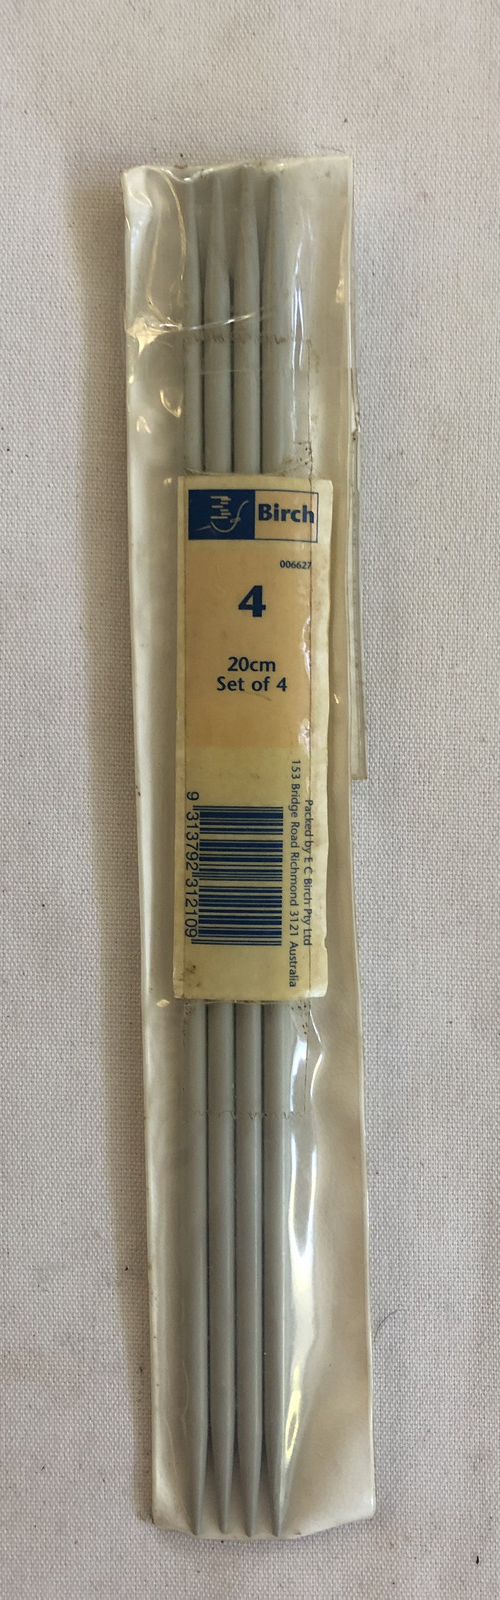 Birch
006627
4
20cm
Set of 4
9 313792 312109
Packed by E C Birch Pty Ltd
153 Bridge Road Richmond 3121 Australia